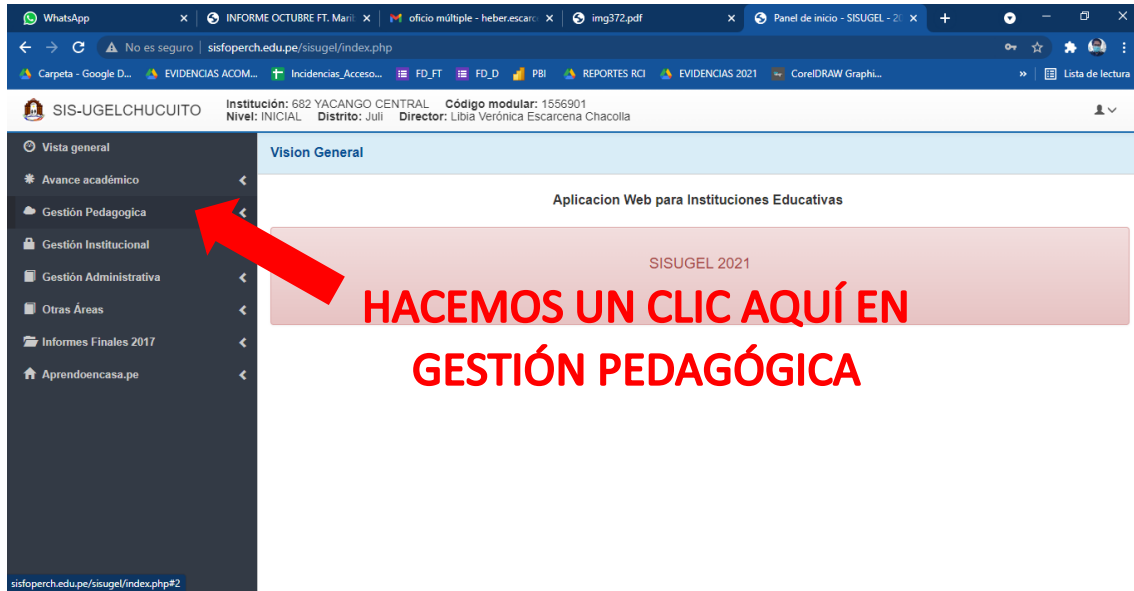 WhatsApp
INFORME OCTUBRE FT. Mari
oficio múltiple - heber.escarc
img372.pdf
Panel de inicio - SISUGEL - 20
No es seguro
sisfoperch.edu.pe/sisugel/index.php
Carpeta - Google D...
EVIDENCIAS ACOM...
Incidencias_Acceso...
FD_FT
FD_D
PBI
REPORTES RCI
EVIDENCIAS 2021
CorelDRAW Graphi...
»
Lista de lectura
SIS-UGELCHUCUITO
Institución: 682 YACANGO CENTRAL Código modular: 1556901
Nivel: INICIAL Distrito: Juli Director: Libia Verónica Escarcena Chacolla
Vista general
Avance académico
Gestión Pedagogica
Gestión Institucional
Gestión Administrativa
Otras Áreas
Informes Finales 2017
Aprendoencasa.pe
Vision General
Aplicacion Web para Instituciones Educativas
SISUGEL 2021
HACEMOS UN CLIC AQUÍ EN
GESTIÓN PEDAGÓGICA
sisfoperch.edu.pe/sisugel/index.php#2